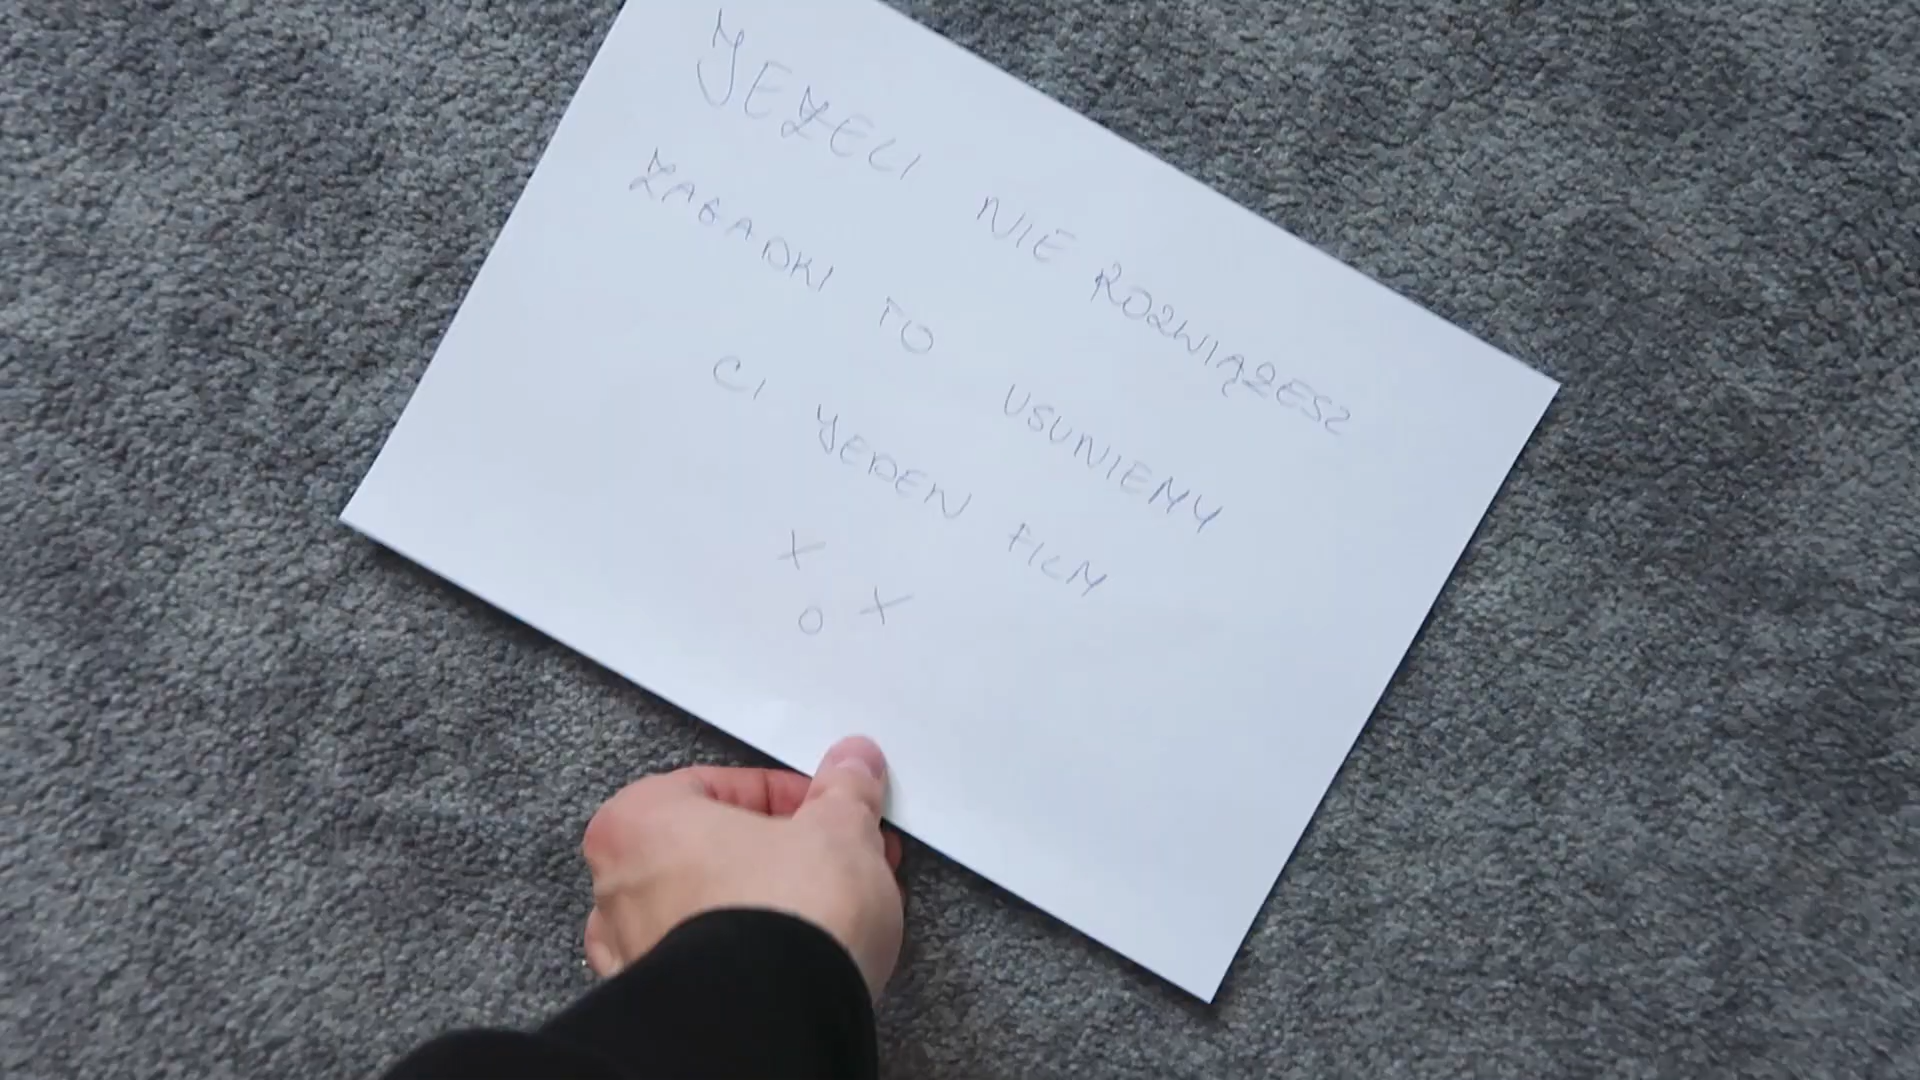 JEŻELI NIE ROZWIĄŻESZ
ZAGADKI TO USUNIEMY
CI JEDEN FILM
X X
O